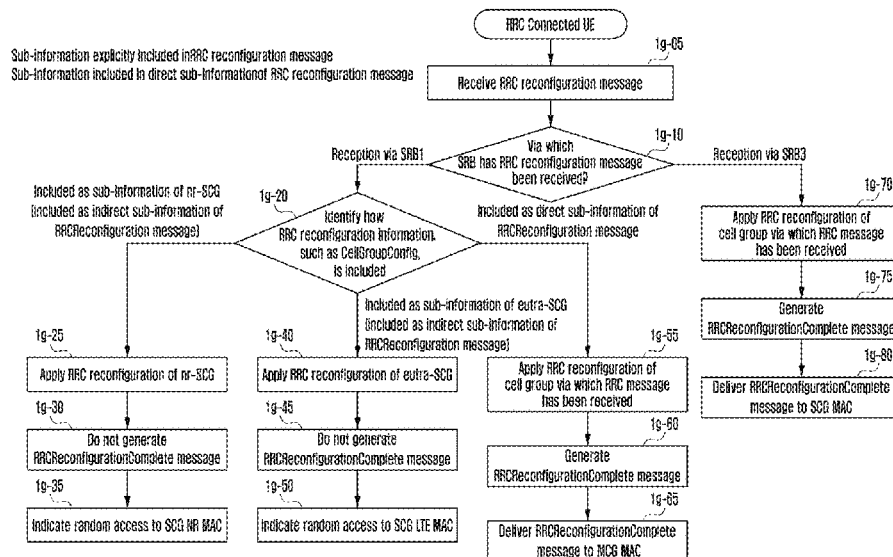 RRC Connected UE
1g-05
Sub-information explicitly included inRRC reconfiguration message
Sub-information included in direct sub-informationof RRC reconfiguration message
Receive RRC reconfiguration message
1g-10
Via which
SRB has RRC reconfiguration message
been received?
Reception via SRB1
Reception via SRB3
1g-20
Included as sub-information of nr-SCG
(included as indirect sub-information of
RRCReconfiguration message)
Identify how
RRC reconfiguration information,
such as CellGroupConfig,
is included
Included as direct sub-information of
RRCReconfiguration message
1g-70
Apply RRC reconfiguration of
cell group via which RRC message
has been received
1g-75
Generate
RRCReconfigurationComplete message
1g-80
Deliver RRCReconfigurationComplete
message to SCG MAC
Included as sub-information of eutra-SCG
(included as indirect sub-information of
RRCReconfiguration message)
1g-25
Apply RRC reconfiguration of nr-SCG
1g-30
Do not generate
RRCReconfigurationComplete message
1g-35
Indicate random access to SCG NR MAC
1g-40
Apply RRC reconfiguration of eutra-SCG
1g-45
Do not generate
RRCReconfigurationComplete message
1g-50
Indicate random access to SCG LTE MAC
1g-55
Apply RRC reconfiguration of
cell group via which RRC message
has been received
1g-60
Generate
RRCReconfigurationComplete message
1g-65
Deliver RRCReconfigurationComplete
message to MCG MAC